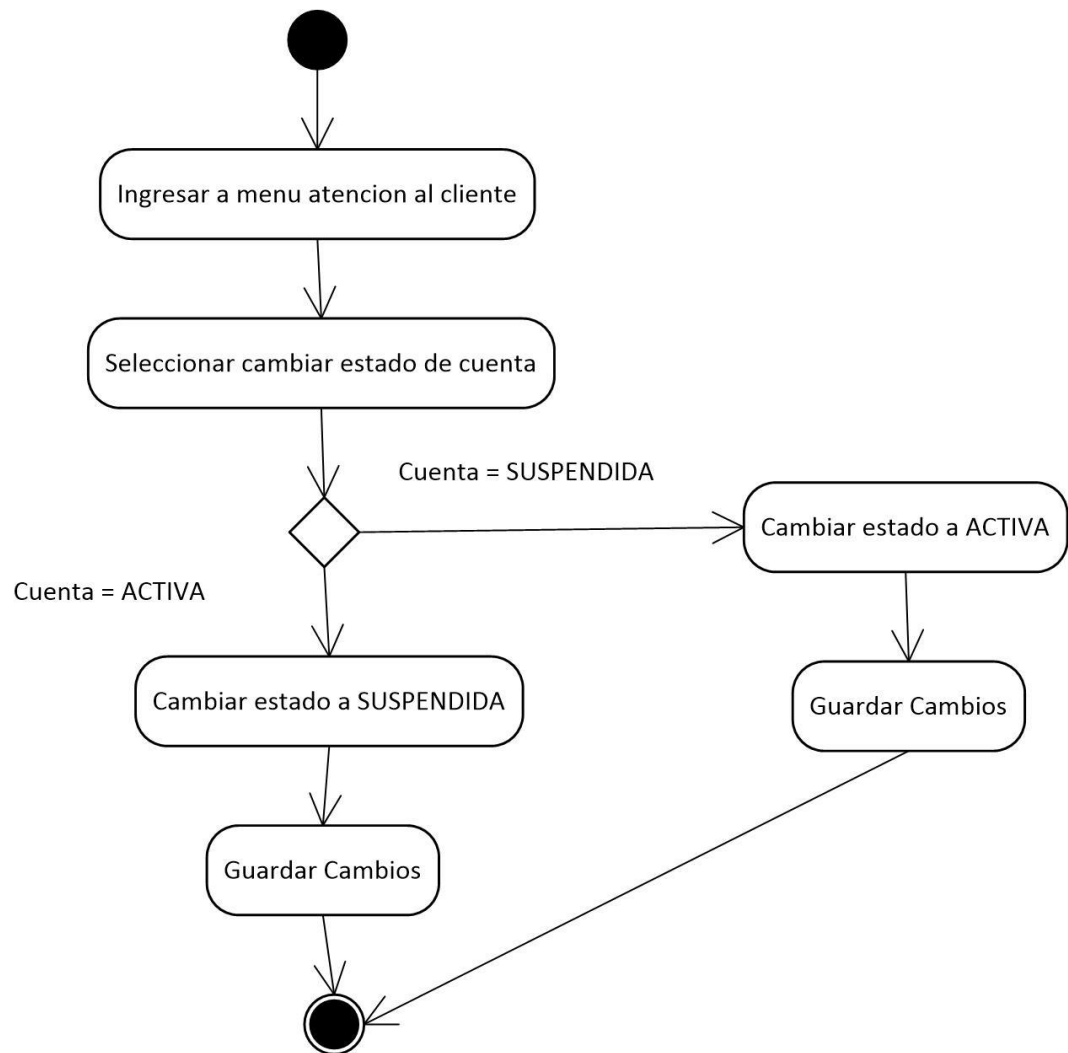 Ingresar a menu atencion al cliente
Seleccionar cambiar estado de cuenta
Cuenta = SUSPENDIDA
Cambiar estado a ACTIVA
Cuenta = ACTIVA
Cambiar estado a SUSPENDIDA
Guardar Cambios
Guardar Cambios